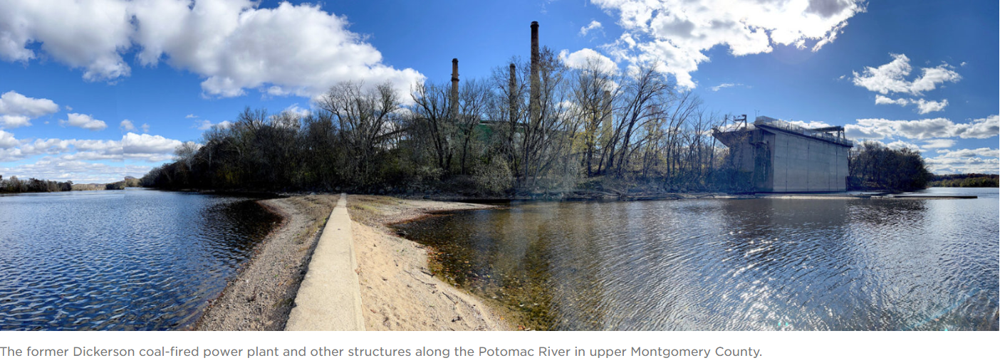 The former Dickerson coal-fired power plant and other structures along the Potomac River in upper Montgomery County.